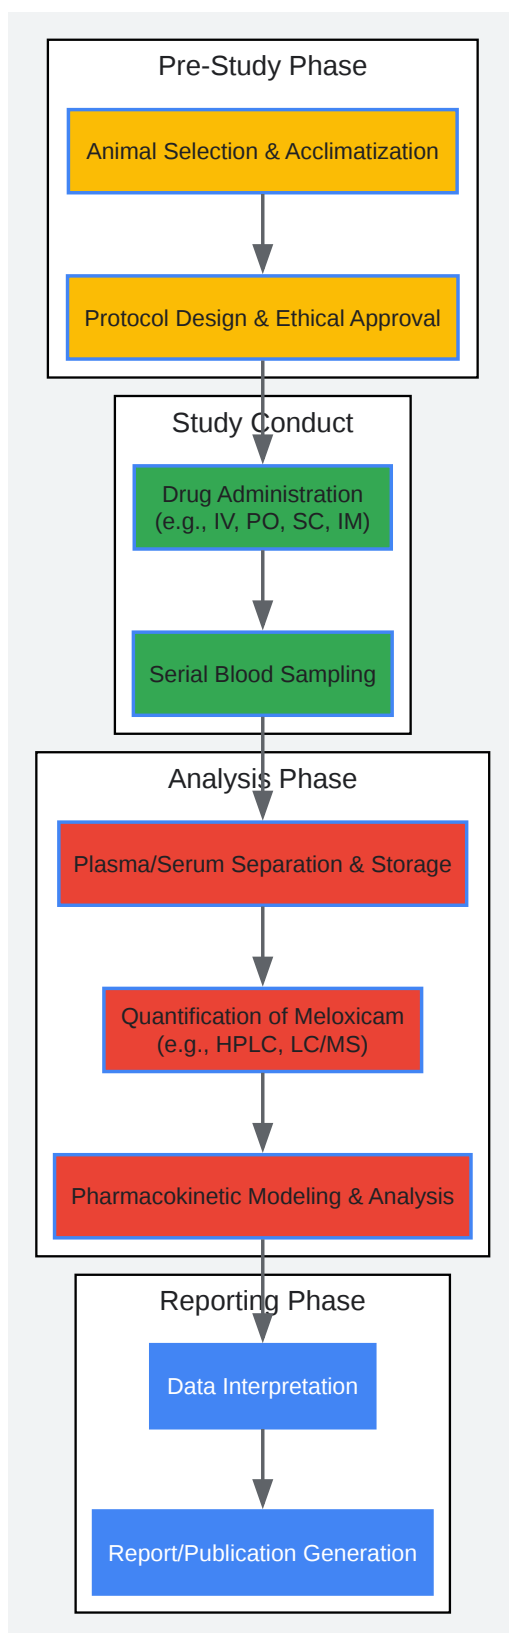 Pre-Study Phase
Animal Selection & Acclimatization
Protocol Design & Ethical Approval
Study Conduct
Drug Administration
(e.g., IV, PO, SC, IM)
Serial Blood Sampling
Analysis Phase
Plasma/Serum Separation & Storage
Quantification of Meloxicam
(e.g., HPLC, LC/MS)
Pharmacokinetic Modeling & Analysis
Reporting Phase
Data Interpretation
Report/Publication Generation